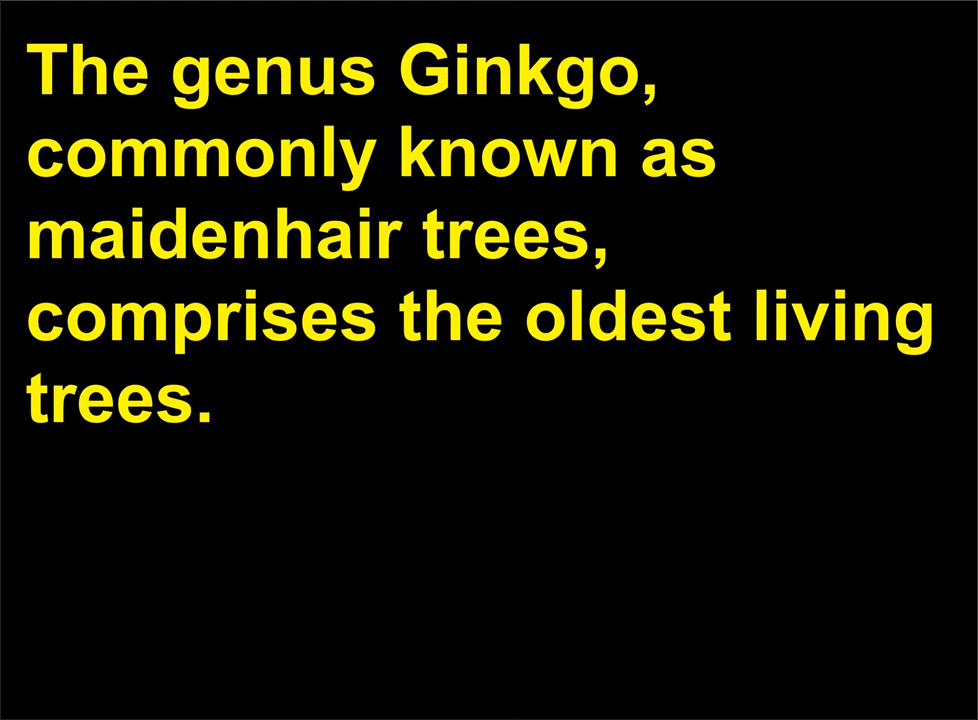 The genus Ginkgo,
commonly known as
maidenhair trees,
comprises the oldest living
trees.